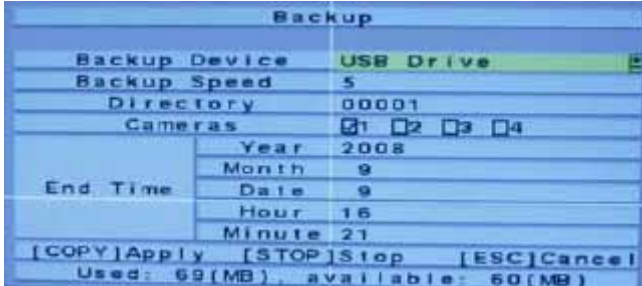 Backup
Backup Device USB Drive
Backup Speed 5
Directory 00001
Cameras 1 2 3 4
Year 2008
Month 9
End Time Date 9
Hour 16
Minute 21
[COPY]Apply [STOP]Stop [ESC]Cancel
Used: 69(MB), available: 60(MB)